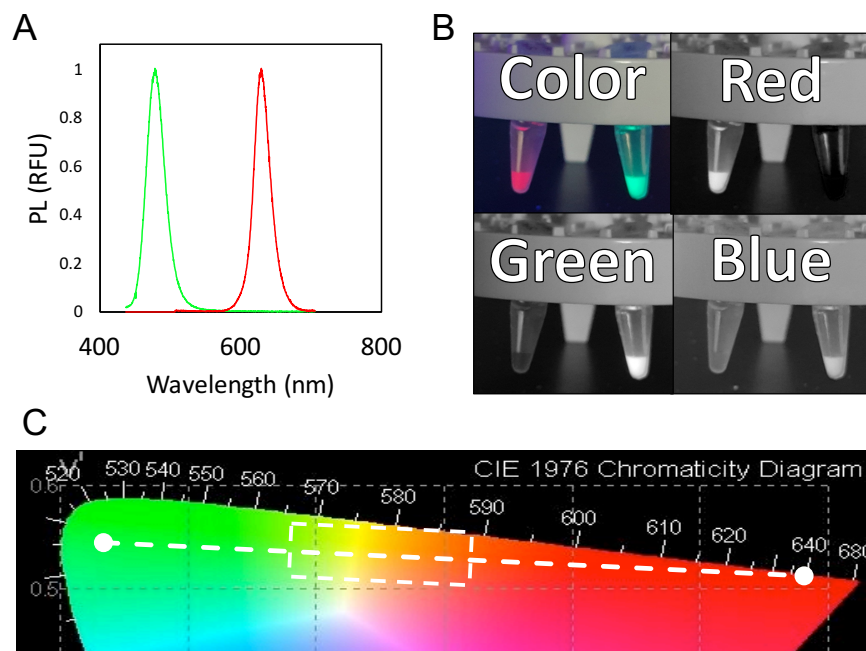 A
PL (RFU)
1
0.8
0.6
0.4
0.2
0
400 600 800
Wavelength (nm)
B
Color Red
Green Blue
C
CIE 1976 Chromaticity Diagram
v'
520 530 540 550 560 570 580 590 600 610 620 640 680
0.6
0.5